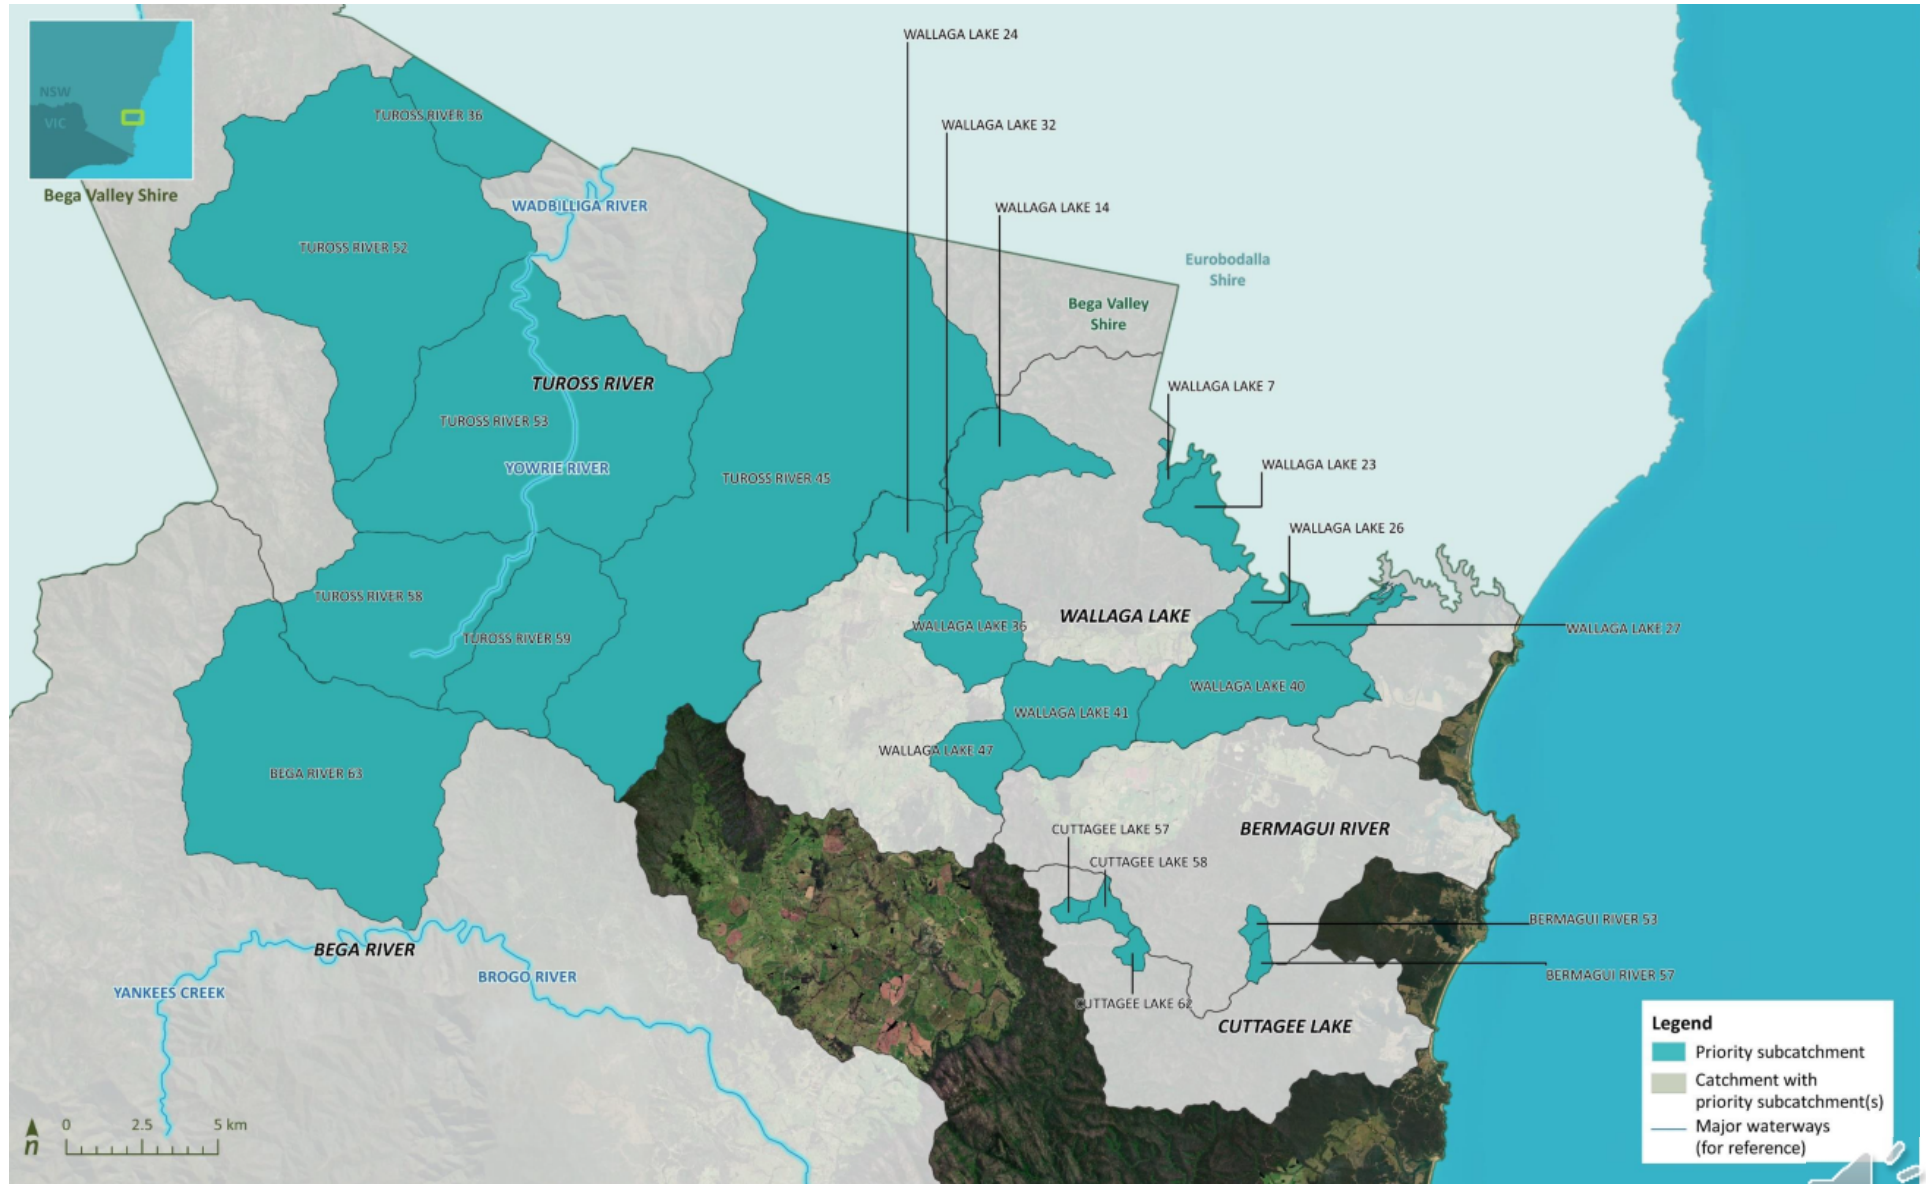 WALLAGA LAKE 24
NSW
VIC
Bega Valley Shire
TUROSS RIVER 36
WALLAGA LAKE 32
WADBILLIGA RIVER
WALLAGA LAKE 14
TUROSS RIVER 52
Eurobodalla
Shire
Bega Valley
Shire
TUROSS RIVER
WALLAGA LAKE 7
TUROSS RIVER 53
YOWRIE RIVER
TUROSS RIVER 45
WALLAGA LAKE 23
WALLAGA LAKE 26
TUROSS RIVER 58
TUROSS RIVER 59
WALLAGA LAKE 36
WALLAGA LAKE
WALLAGA LAKE 27
WALLAGA LAKE 40
WALLAGA LAKE 41
WALLAGA LAKE 47
BEGA RIVER 63
CUTTAGEE LAKE 57
BERMAGUI RIVER
CUTTAGEE LAKE 58
BERMAGUI RIVER 53
BEGA RIVER
BROGO RIVER
BERMAGUI RIVER 57
YANKEES CREEK
CUTTAGEE LAKE 62
CUTTAGEE LAKE
Legend
Priority subcatchment
Catchment with
priority subcatchment(s)
Major waterways
(for reference)
0 2.5 5 km
n